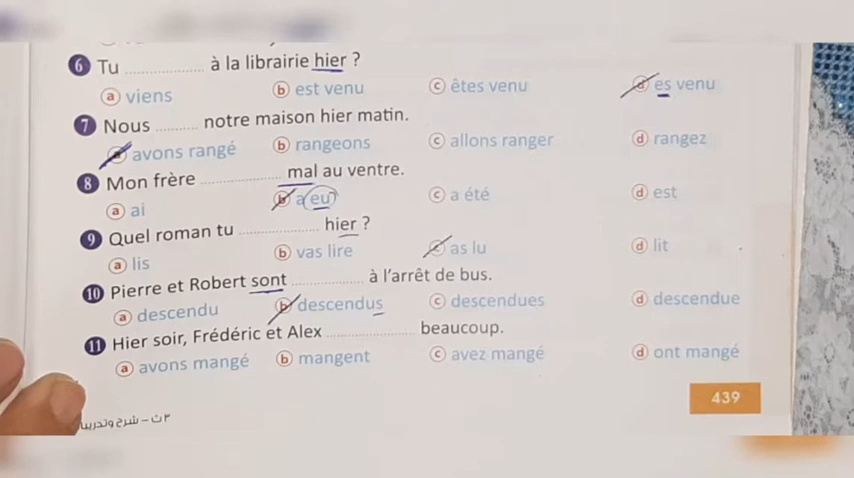 6 Tu ............ à la librairie hier ?
a viens b est venu c êtes venu d es venu
7 Nous .......... notre maison hier matin.
a avons rangé b rangeons c allons ranger d rangez
8 Mon frère ............ mal au ventre.
a ai b a eu c a été d est
9 Quel roman tu ............ hier ?
a lis b vas lire c as lu d lit
10 Pierre et Robert sont ............ à l'arrêt de bus.
a descendu b descendus c descendues d descendue
11 Hier soir, Frédéric et Alex ............ beaucoup.
a avons mangé b mangent c avez mangé d ont mangé
439
٣ ث – شرح